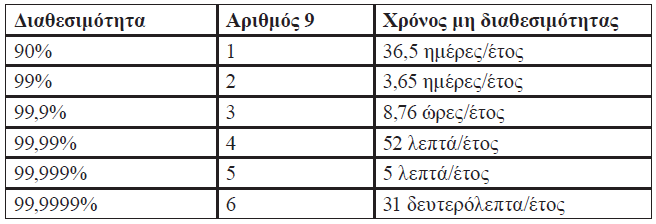 Διαθεσιμότητα Αριθμός 9 Χρόνος μη διαθεσιμότητας
90% 1 36,5 ημέρες/έτος
99% 2 3,65 ημέρες/έτος
99,9% 3 8,76 ώρες/έτος
99,99% 4 52 λεπτά/έτος
99,999% 5 5 λεπτά/έτος
99,9999% 6 31 δευτερόλεπτα/έτος